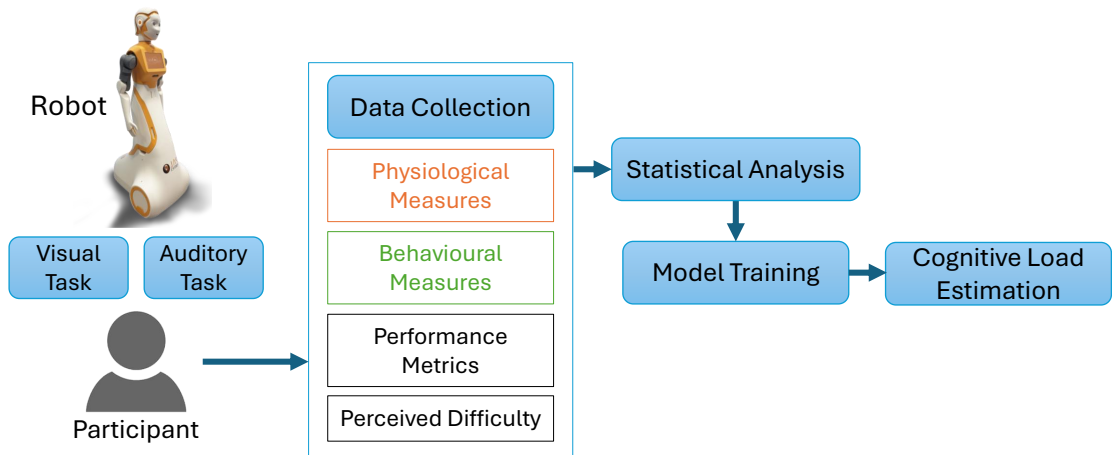 Robot
Visual
Task
Auditory
Task
Participant
Data Collection
Physiological
Measures
Behavioural
Measures
Performance
Metrics
Perceived Difficulty
Statistical Analysis
Model Training
Cognitive Load
Estimation